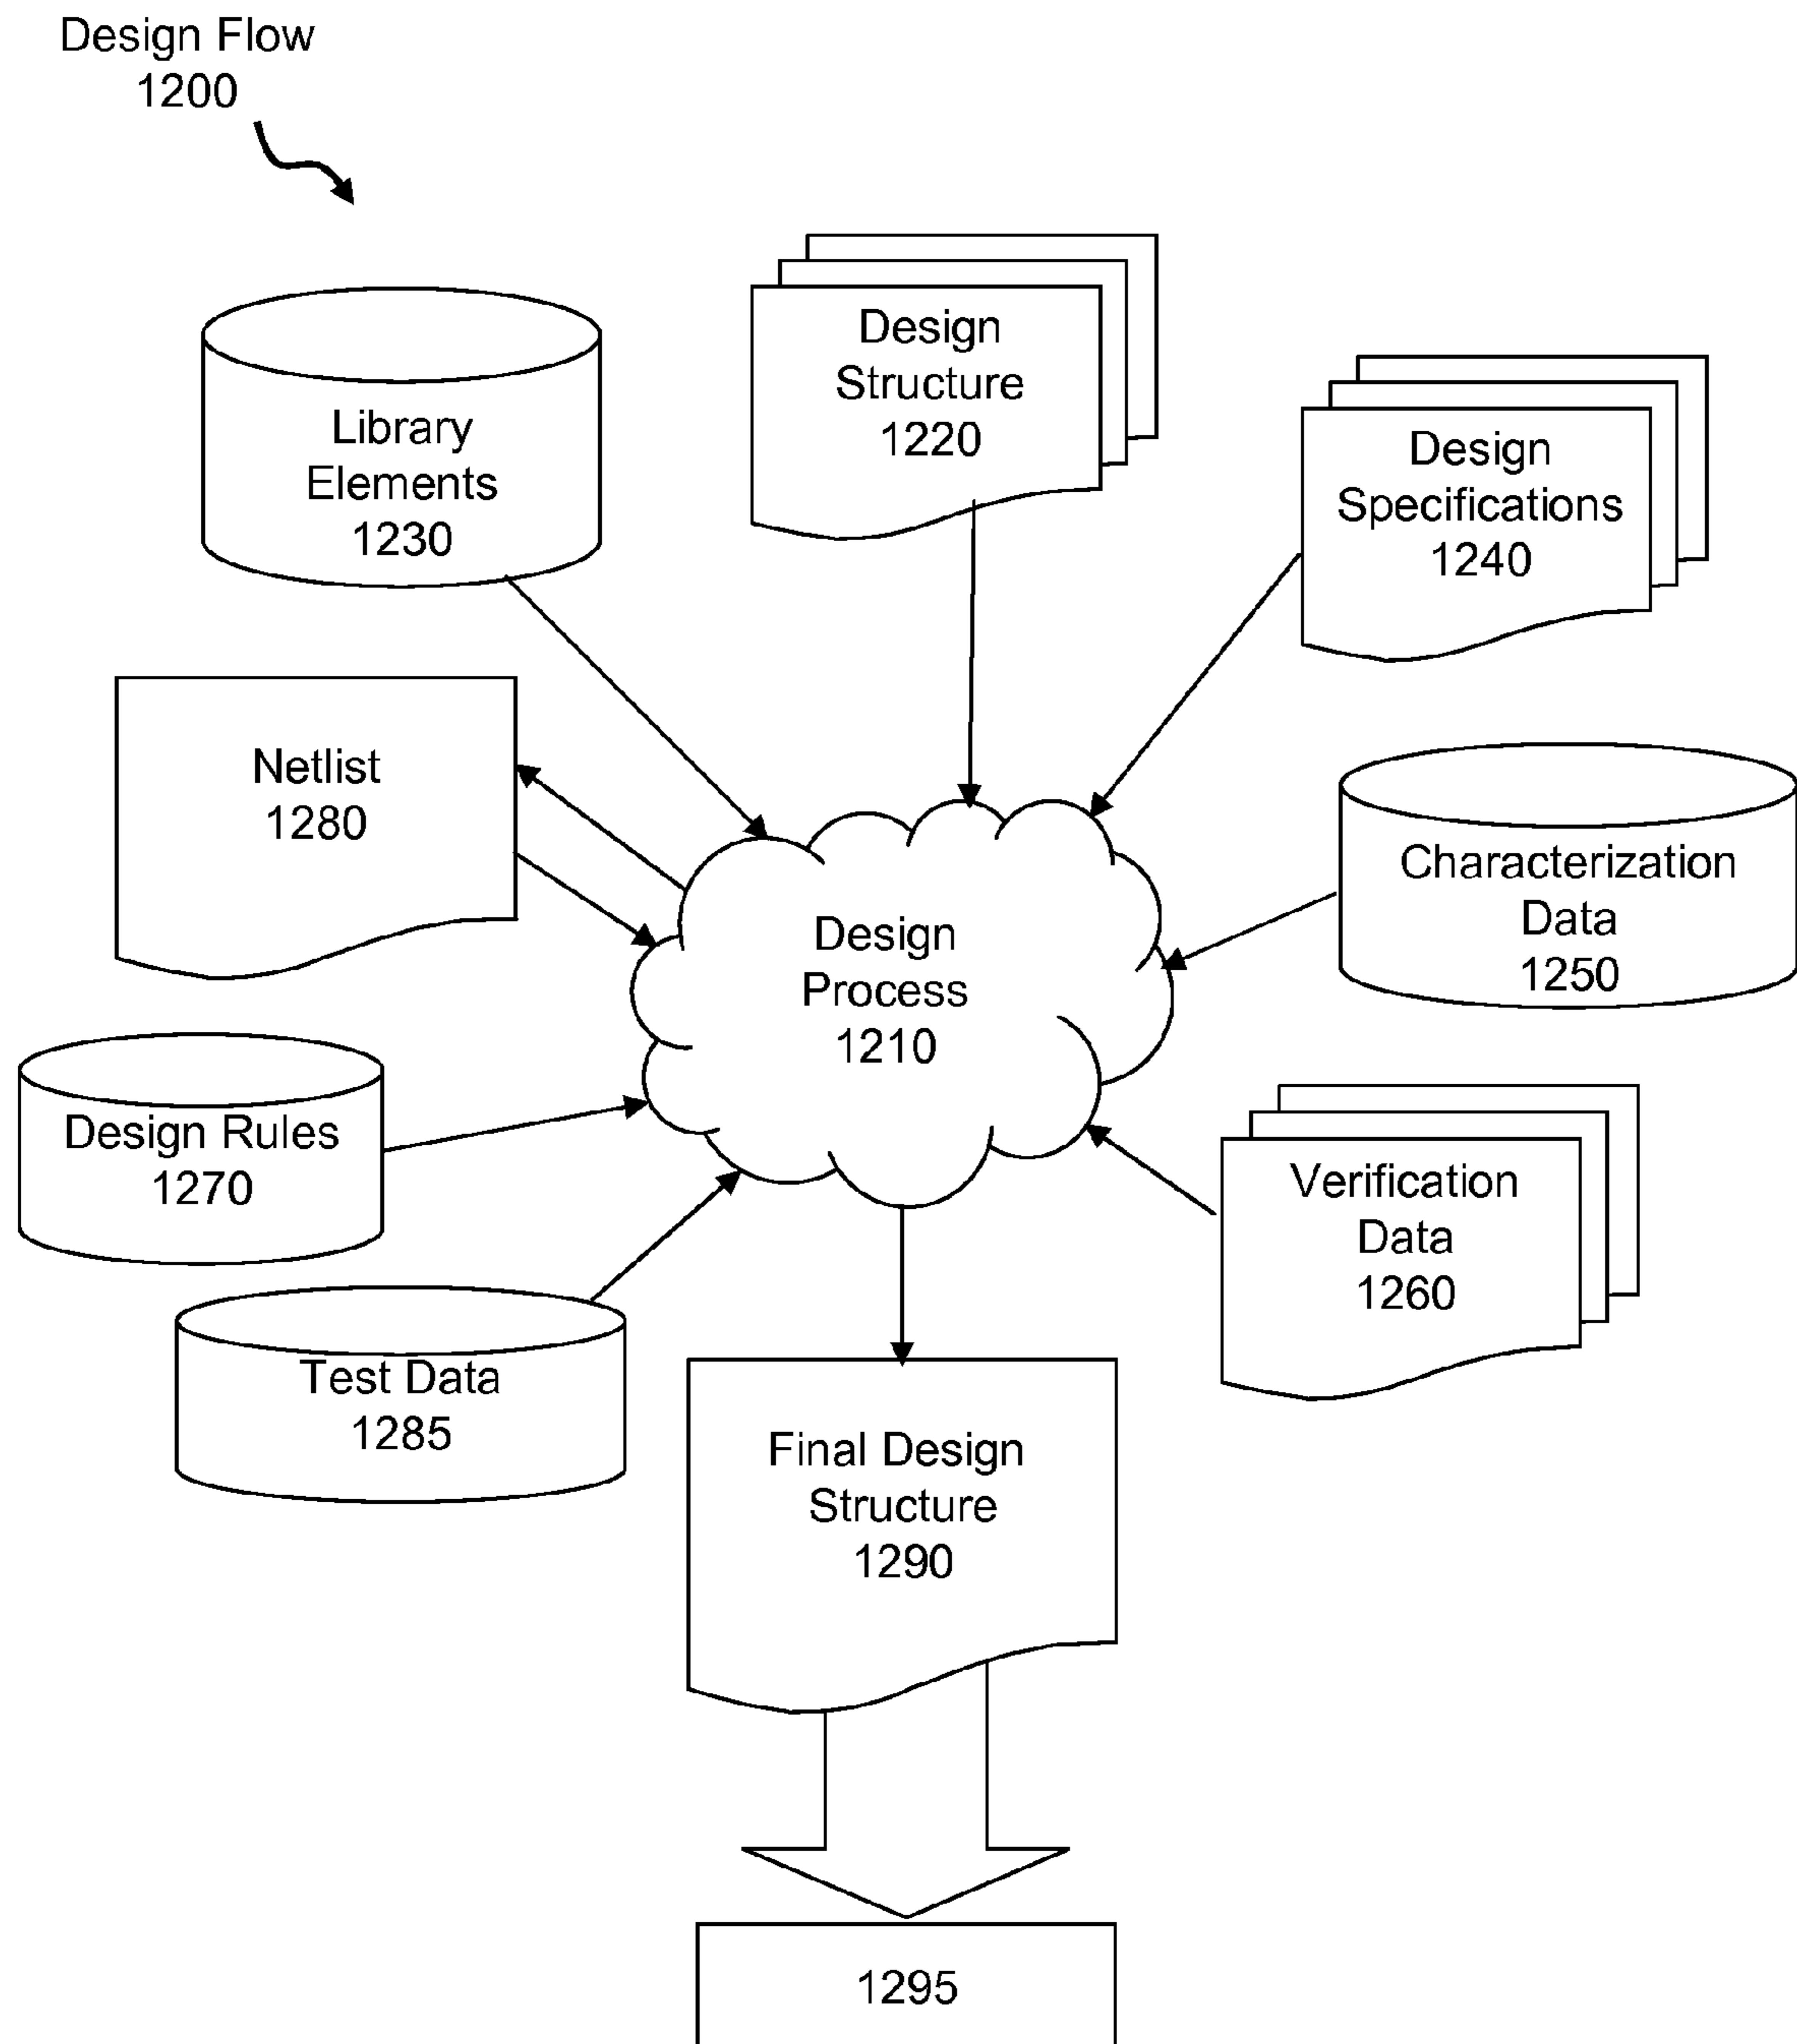 Design Flow
1200
Design
Structure
1220
Library
Elements
1230
Design
Specifications
1240
Netlist
1280
Characterization
Data
1250
Design
Process
1210
Design Rules
1270
Verification
Data
1260
Test Data
1285
Final Design
Structure
1290
1295